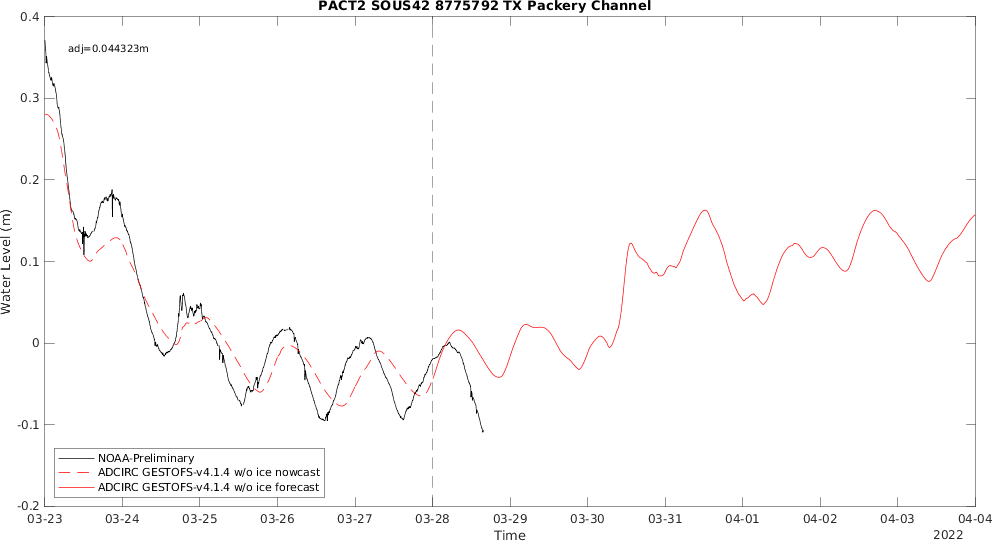 PACT2 SOUS42 8775792 TX Packery Channel
adj=0.044323m
0.4
0.3
0.2
0.1
0
-0.1
-0.2
Water Level (m)
NOAA-Preliminary
ADCIRC GESTOFS-v4.1.4 w/o ice nowcast
ADCIRC GESTOFS-v4.1.4 w/o ice forecast
03-23 03-24 03-25 03-26 03-27 03-28 03-29 03-30 03-31 04-01 04-02 04-03 04-04
Time
2022